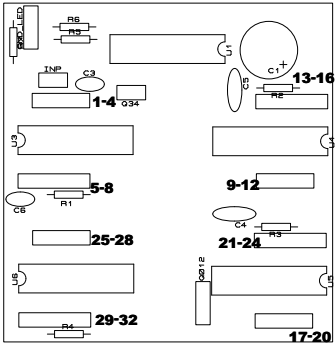 LED
R6
R5
U1
C1
+
INP
C3
Q34
C5
13-16
R2
1-4
U3
5-8
9-12
C6
R1
C4
R3
25-28
21-24
U6
Q012
U5
29-32
R4
17-20